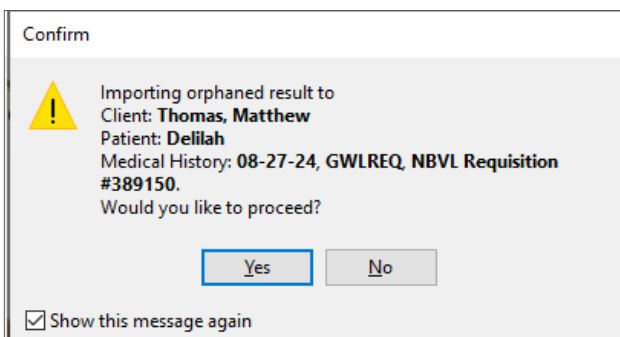 Confirm
Importing orphaned result to
Client: Thomas, Matthew
Patient: Delilah
Medical History: 08-27-24, GWLREQ, NBVL Requisition
#389150.
Would you like to proceed?
Yes No
Show this message again